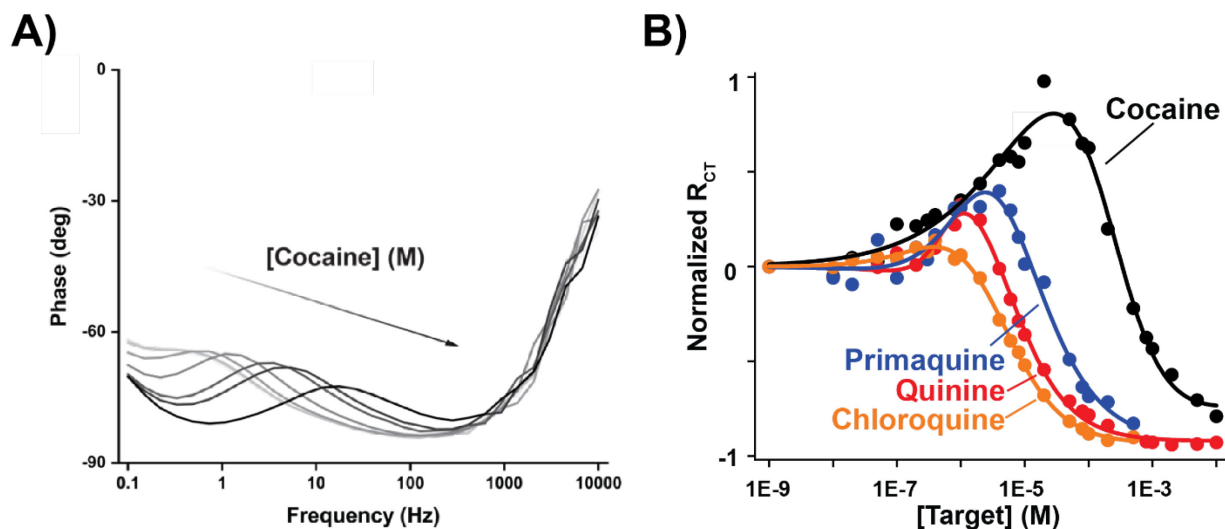 A)
0
-30
-60
-90
Phase (deg)
[Cocaine] (M)
0.1
1
10
100
1000
10000
Frequency (Hz)
B)
1
0
-1
Normalized R_CT
Cocaine
Primaquine
Quinine
Chloroquine
1E-9
1E-7
1E-5
1E-3
[Target] (M)